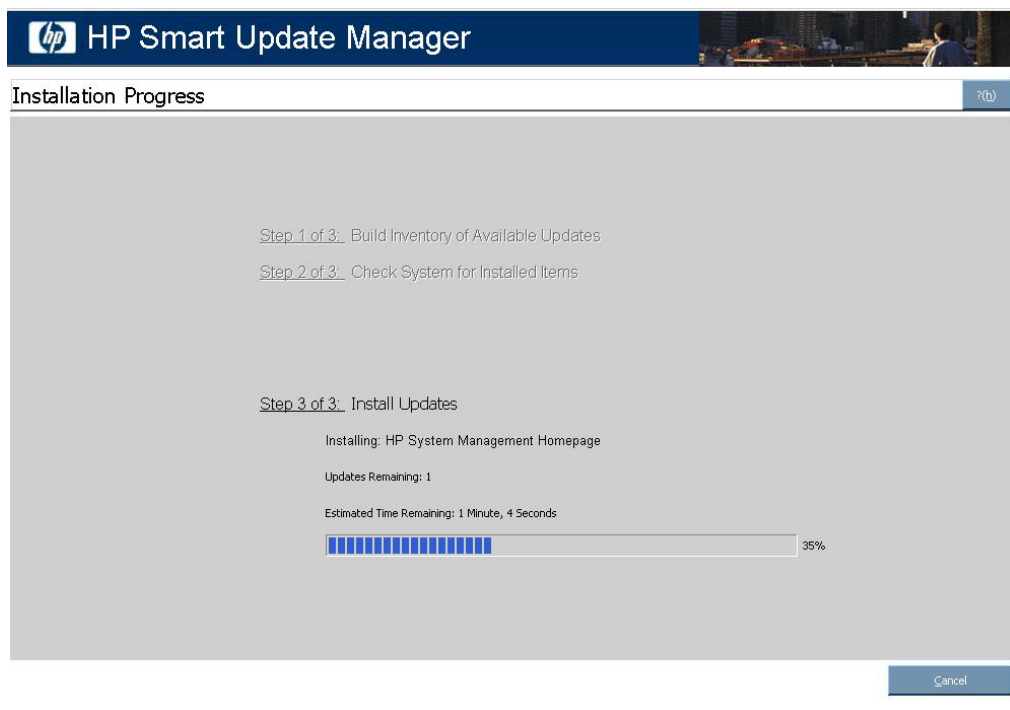 hp HP Smart Update Manager
Installation Progress
?(h)
Step 1 of 3: Build Inventory of Available Updates
Step 2 of 3: Check System for Installed Items
Step 3 of 3: Install Updates
Installing: HP System Management Homepage
Updates Remaining: 1
Estimated Time Remaining: 1 Minute, 4 Seconds
35%
Cancel